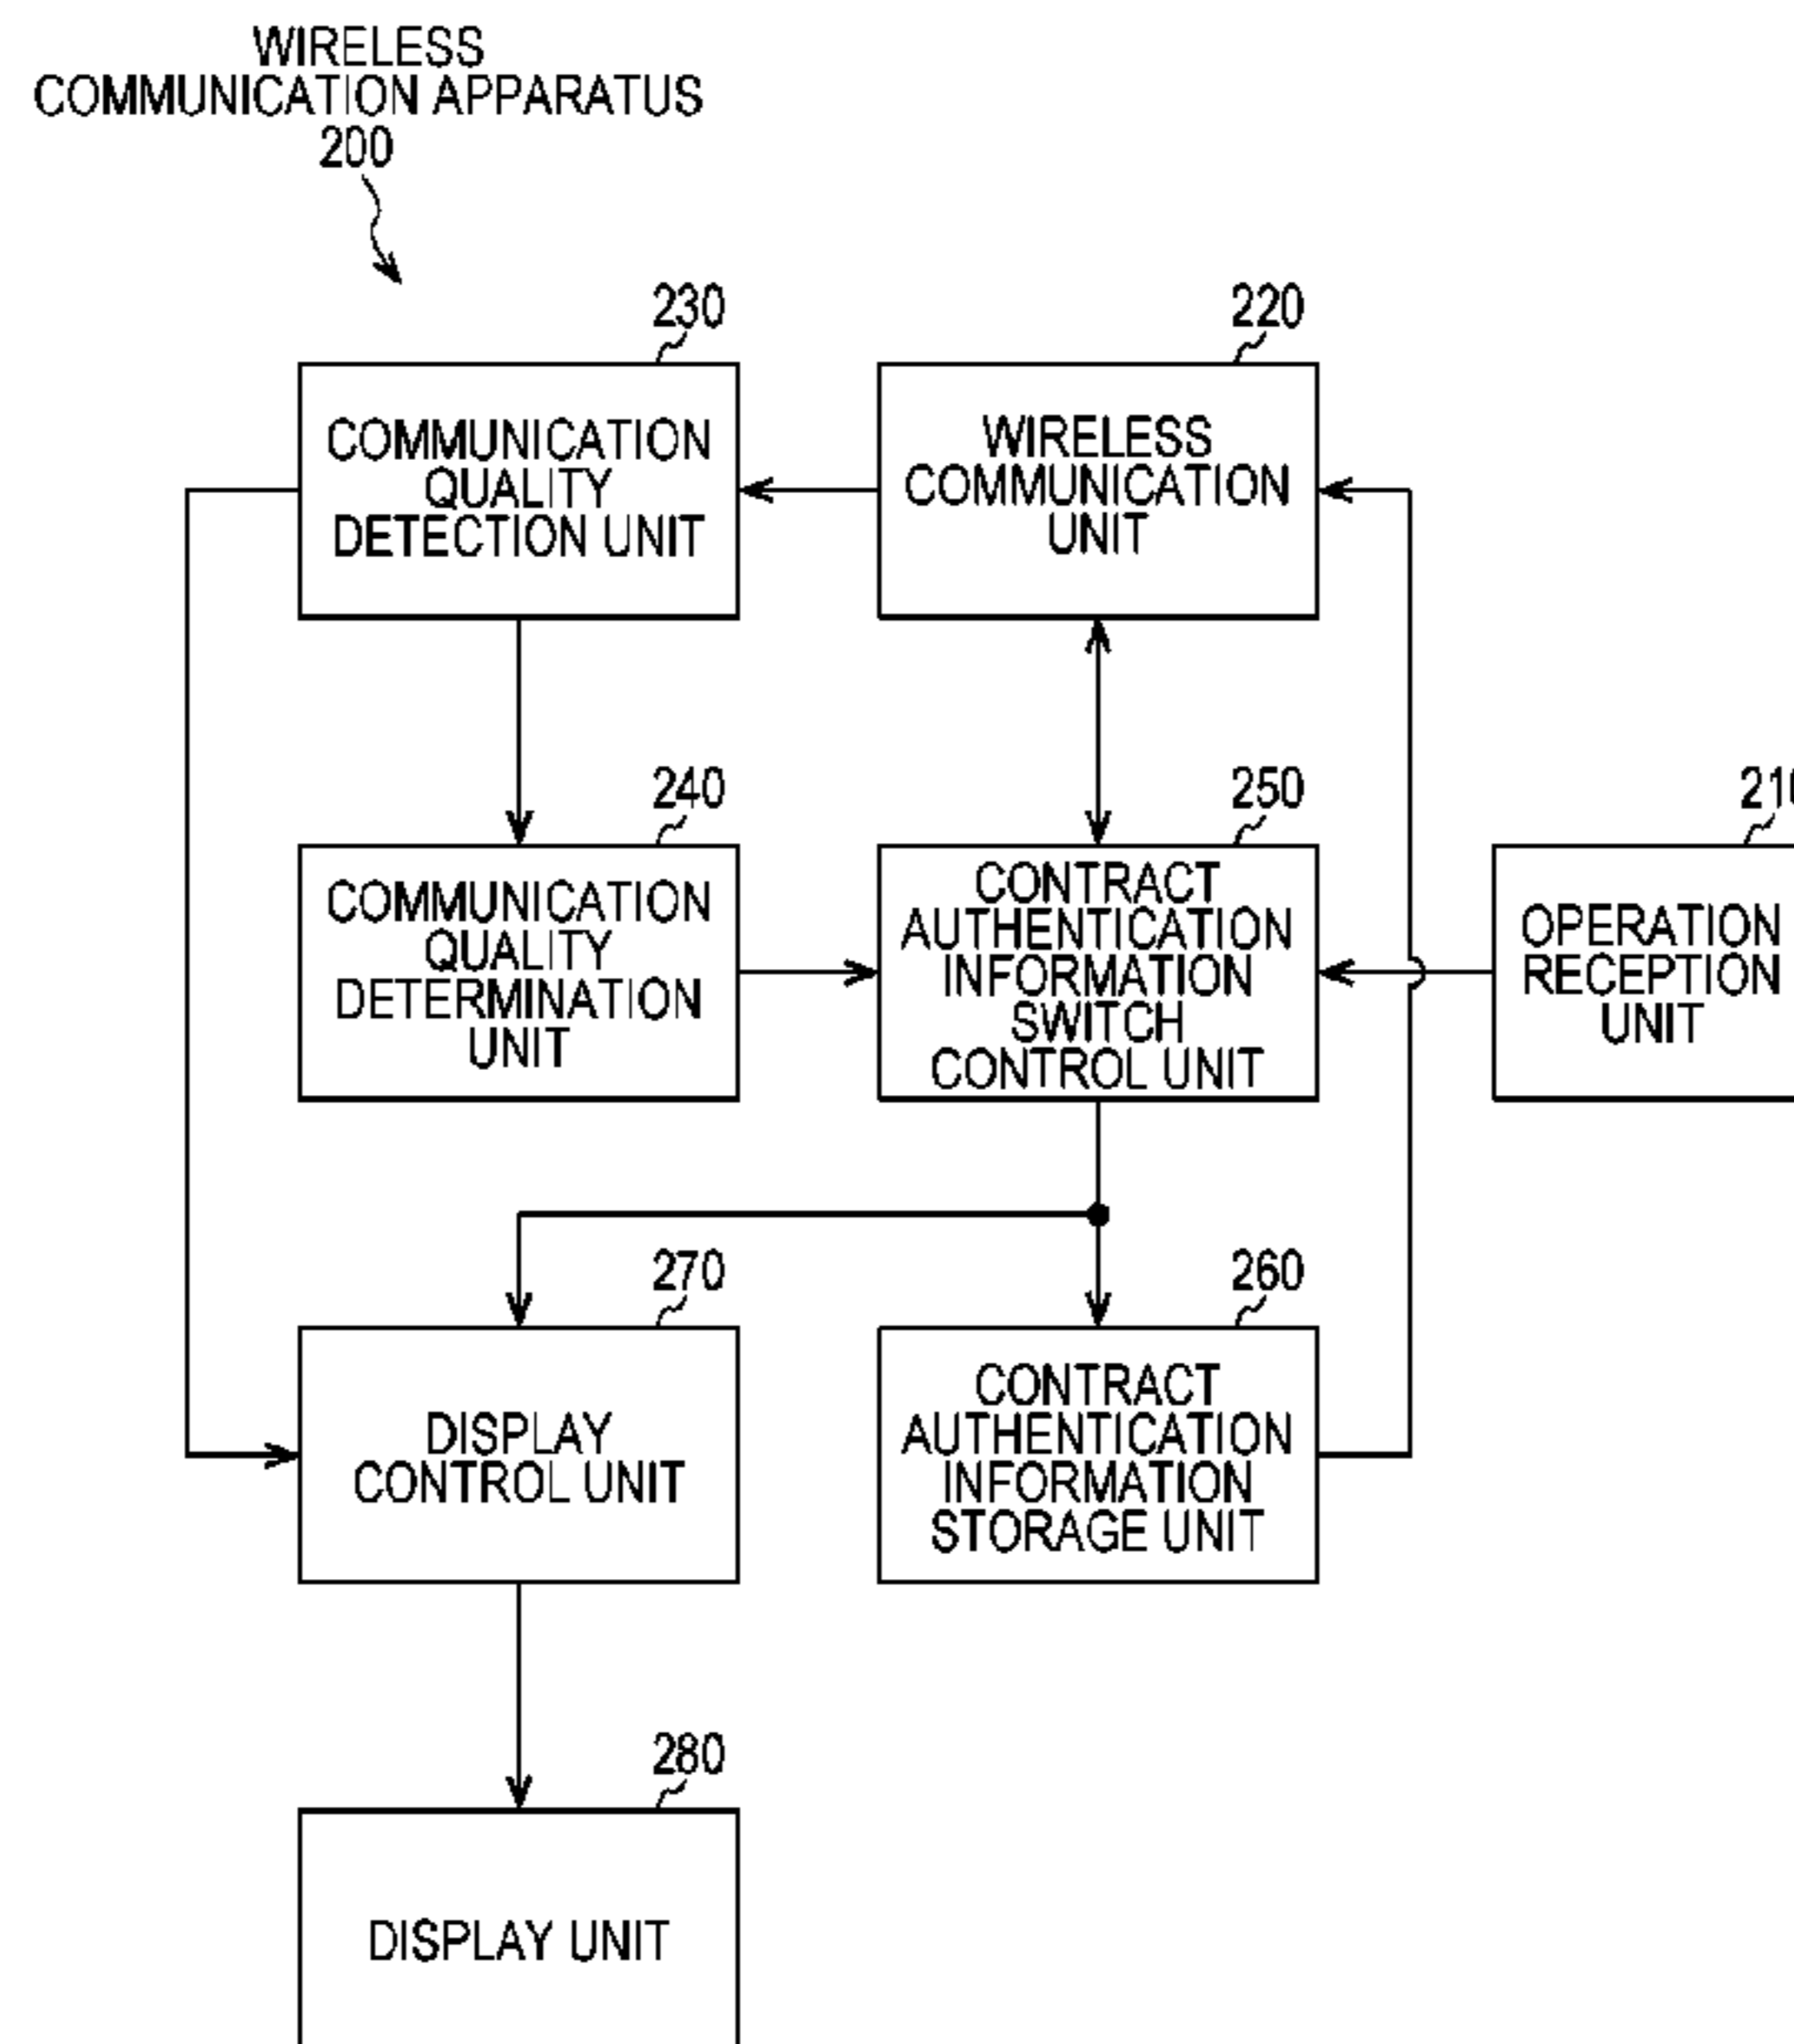 WIRELESS
COMMUNICATION APPARATUS
200
230
220
COMMUNICATION
QUALITY
DETECTION UNIT
WIRELESS
COMMUNICATION
UNIT
240
250
210
COMMUNICATION
QUALITY
DETERMINATION
UNIT
CONTRACT
AUTHENTICATION
INFORMATION
SWITCH
CONTROL UNIT
OPERATION
RECEPTION
UNIT
270
260
DISPLAY
CONTROL UNIT
CONTRACT
AUTHENTICATION
INFORMATION
STORAGE UNIT
280
DISPLAY UNIT